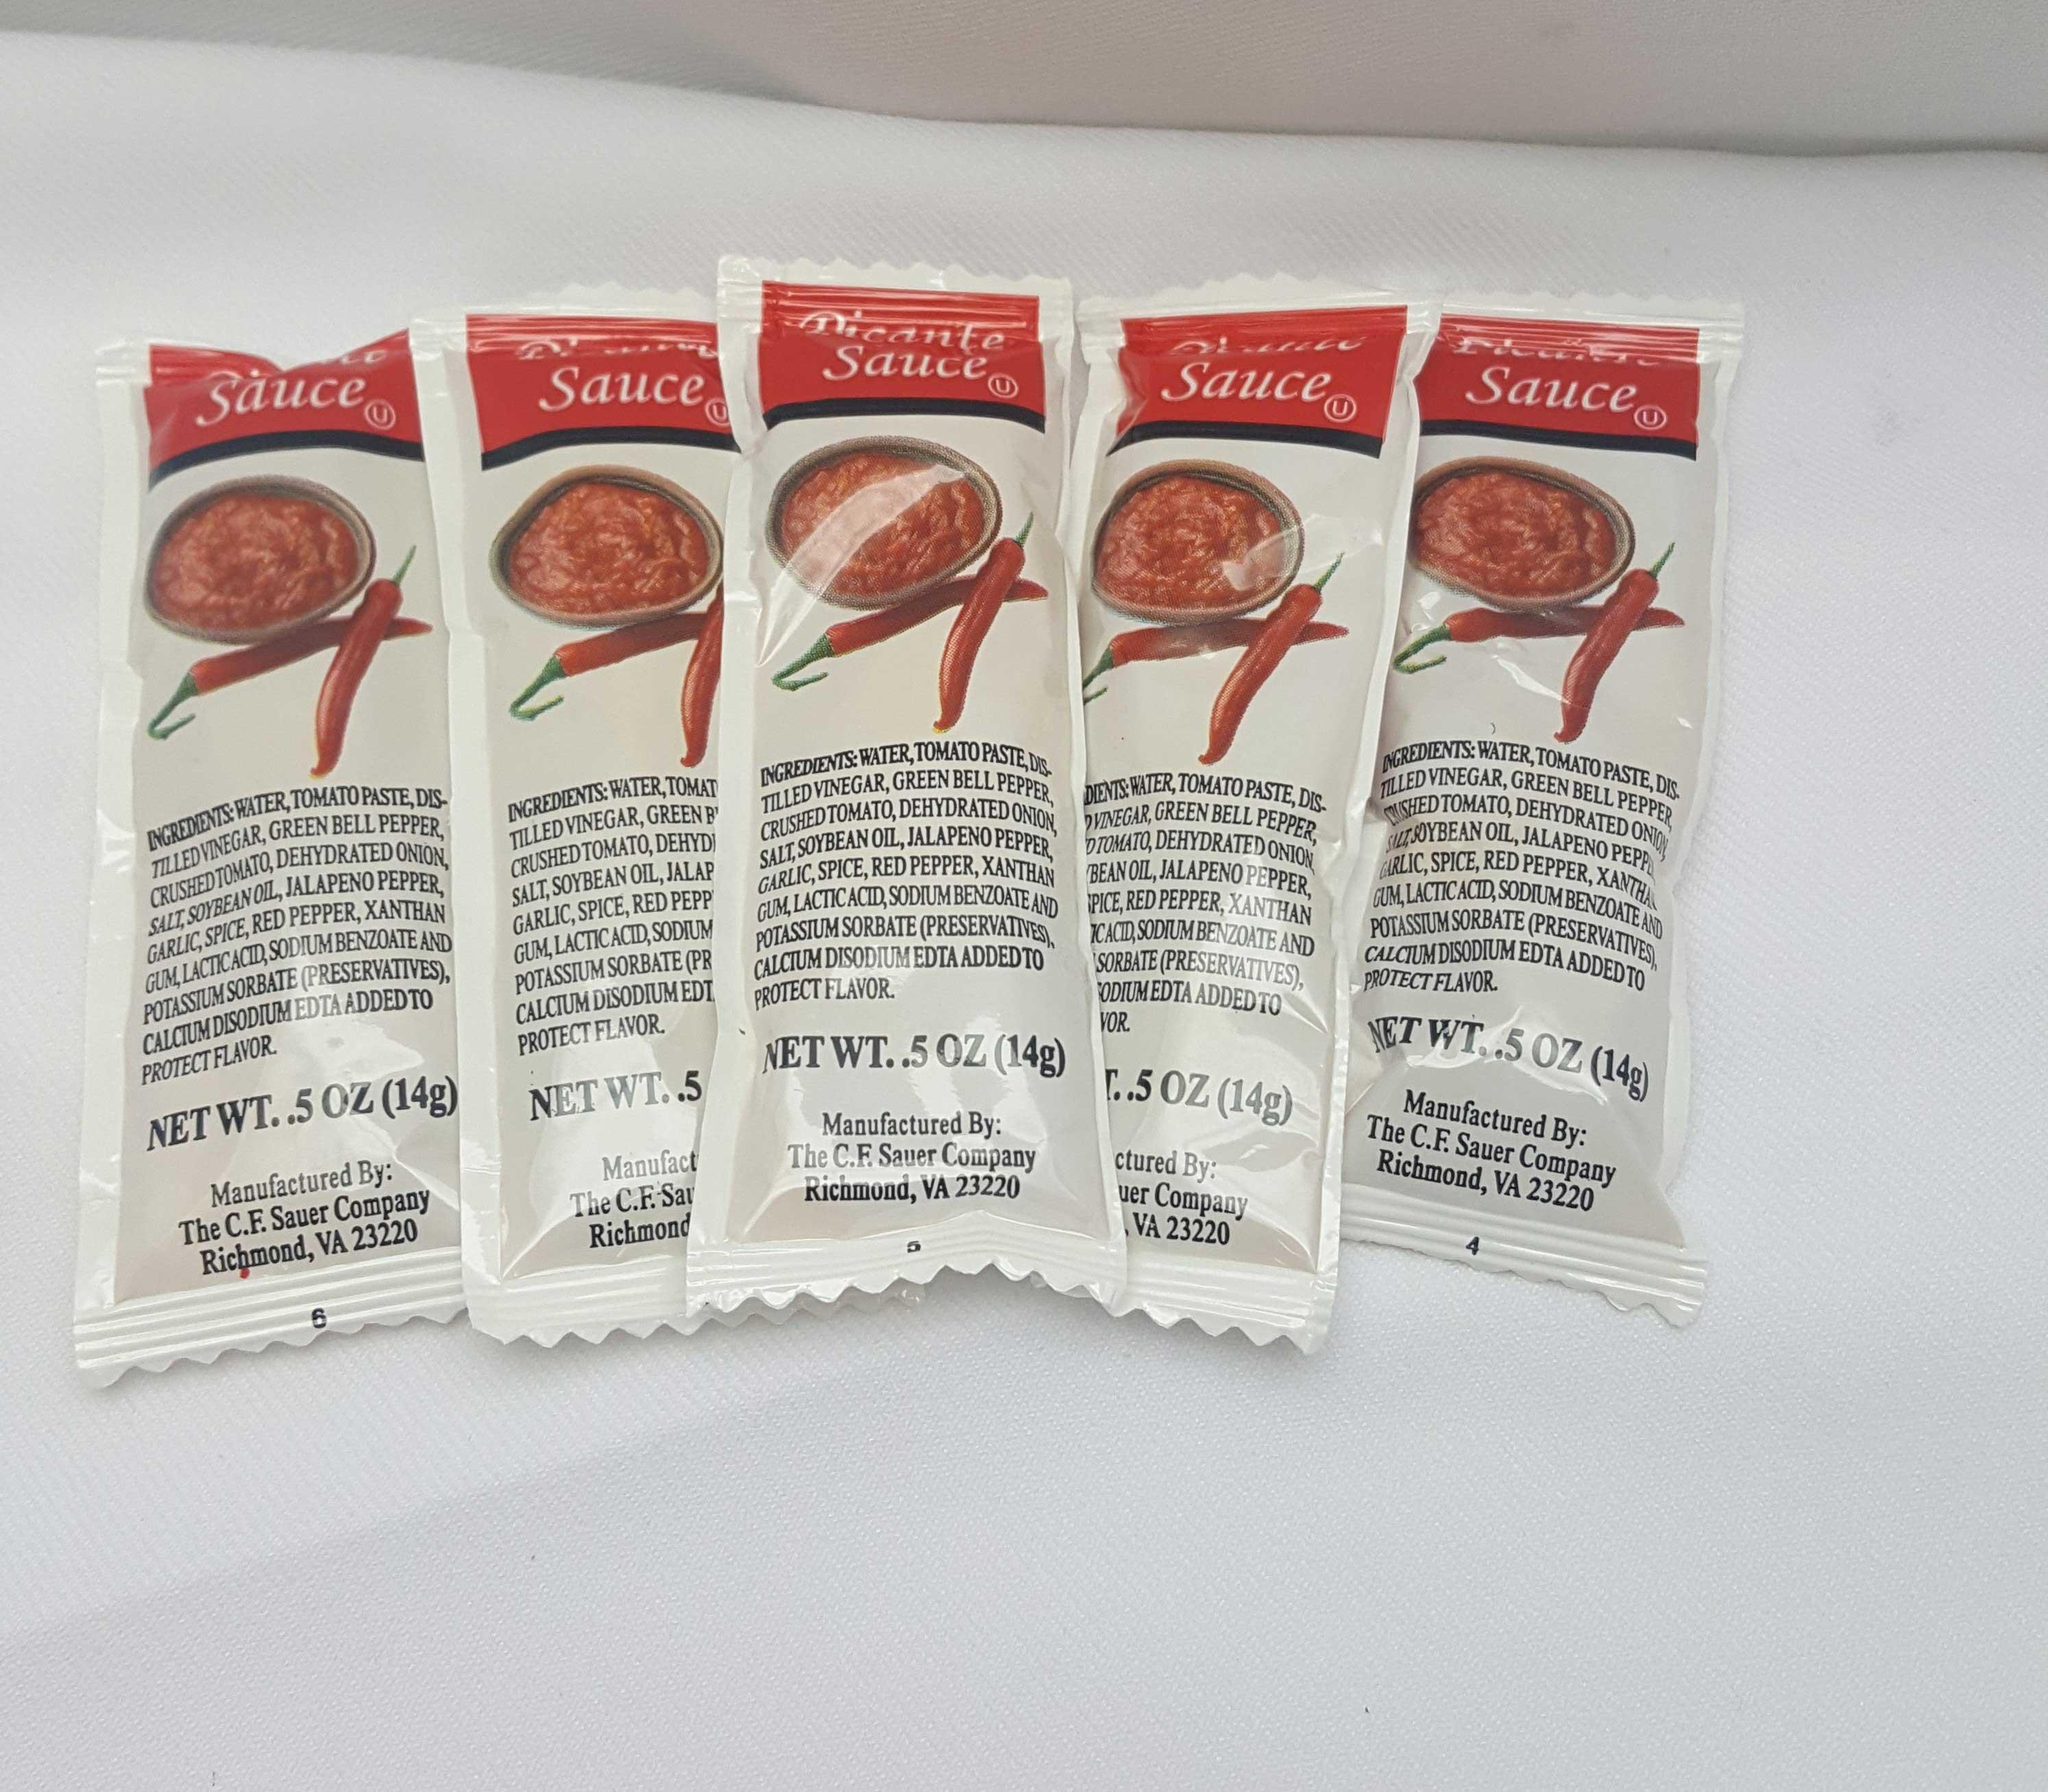 Sauce
U
INGREDIENTS: WATER, TOMATO PASTE, DIS-
TILLED VINEGAR, GREEN BELL PEPPER,
CRUSHED TOMATO, DEHYDRATED ONION,
SALT, SOYBEAN OIL, JALAPENO PEPPER,
GARLIC, SPICE, RED PEPPER, XANTHAN
GUM, LACTIC ACID, SODIUM BENZOATE AND
POTASSIUM SORBATE (PRESERVATIVES),
CALCIUM DISODIUM EDTA ADDED TO
PROTECT FLAVOR.
NET WT. .5 OZ (14g)
Manufactured By:
The C.F. Sauer Company
Richmond, VA 23220
6
Sauce
U
INGREDIENTS: WATER, TOMAT
TILLED VINEGAR, GREEN B
CRUSHED TOMATO, DEHYD
SALT, SOYBEAN OIL, JALAP
GARLIC, SPICE, RED PEPP
GUM, LACTIC ACID, SODIUM
POTASSIUM SORBATE (PR
CALCIUM DISODIUM EDT
PROTECT FLAVOR.
NET WT. .5
Manufact
The C.F. Sau
Richmond
Picante
Sauce
U
INGREDIENTS: WATER, TOMATO PASTE, DIS-
TILLED VINEGAR, GREEN BELL PEPPER,
CRUSHED TOMATO, DEHYDRATED ONION,
SALT, SOYBEAN OIL, JALAPENO PEPPER,
GARLIC, SPICE, RED PEPPER, XANTHAN
GUM, LACTIC ACID, SODIUM BENZOATE AND
POTASSIUM SORBATE (PRESERVATIVES),
CALCIUM DISODIUM EDTA ADDED TO
PROTECT FLAVOR.
NET WT. .5 OZ (14g)
Manufactured By:
The C.F. Sauer Company
Richmond, VA 23220
5
Sauce
U
DIENTS: WATER, TOMATO PASTE, DIS-
VINEGAR, GREEN BELL PEPPER,
TOMATO, DEHYDRATED ONION,
BEAN OIL, JALAPENO PEPPER,
SPICE, RED PEPPER, XANTHAN
IC ACID, SODIUM BENZOATE AND
SORBATE (PRESERVATIVES),
SODIUM EDTA ADDED TO
VOR.
T. .5 OZ (14g)
ctured By:
uer Company
, VA 23220
Sauce
U
INGREDIENTS: WATER, TOMATO PASTE, DIS-
TILLED VINEGAR, GREEN BELL PEPPER,
CRUSHED TOMATO, DEHYDRATED ONION,
SALT, SOYBEAN OIL, JALAPENO PEPP
GARLIC, SPICE, RED PEPPER, XANTHA
GUM, LACTIC ACID, SODIUM BENZOATE AND
POTASSIUM SORBATE (PRESERVATIVES),
CALCIUM DISODIUM EDTA ADDED TO
PROTECT FLAVOR.
NET WT. .5 OZ (14g)
Manufactured By:
The C.F. Sauer Company
Richmond, VA 23220
4